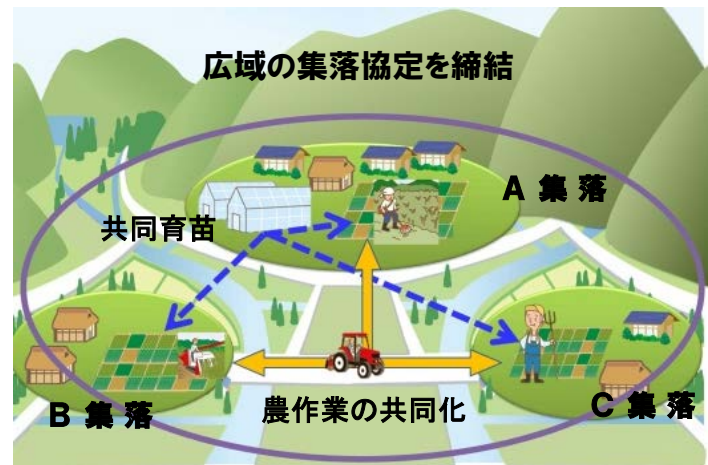 広域の集落協定を締結
A 集 落
共同育苗
B 集 落
農作業の共同化
C 集 落